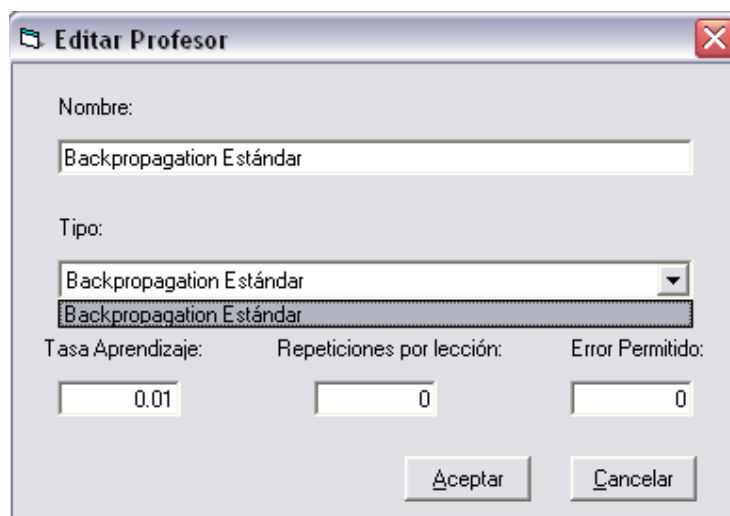 Editar Profesor
Nombre:
Backpropagation Estándar
Tipo:
Backpropagation Estándar
Backpropagation Estándar
Tasa Aprendizaje: Repeticiones por lección: Error Permitido:
0.01 0 0
Aceptar Cancelar